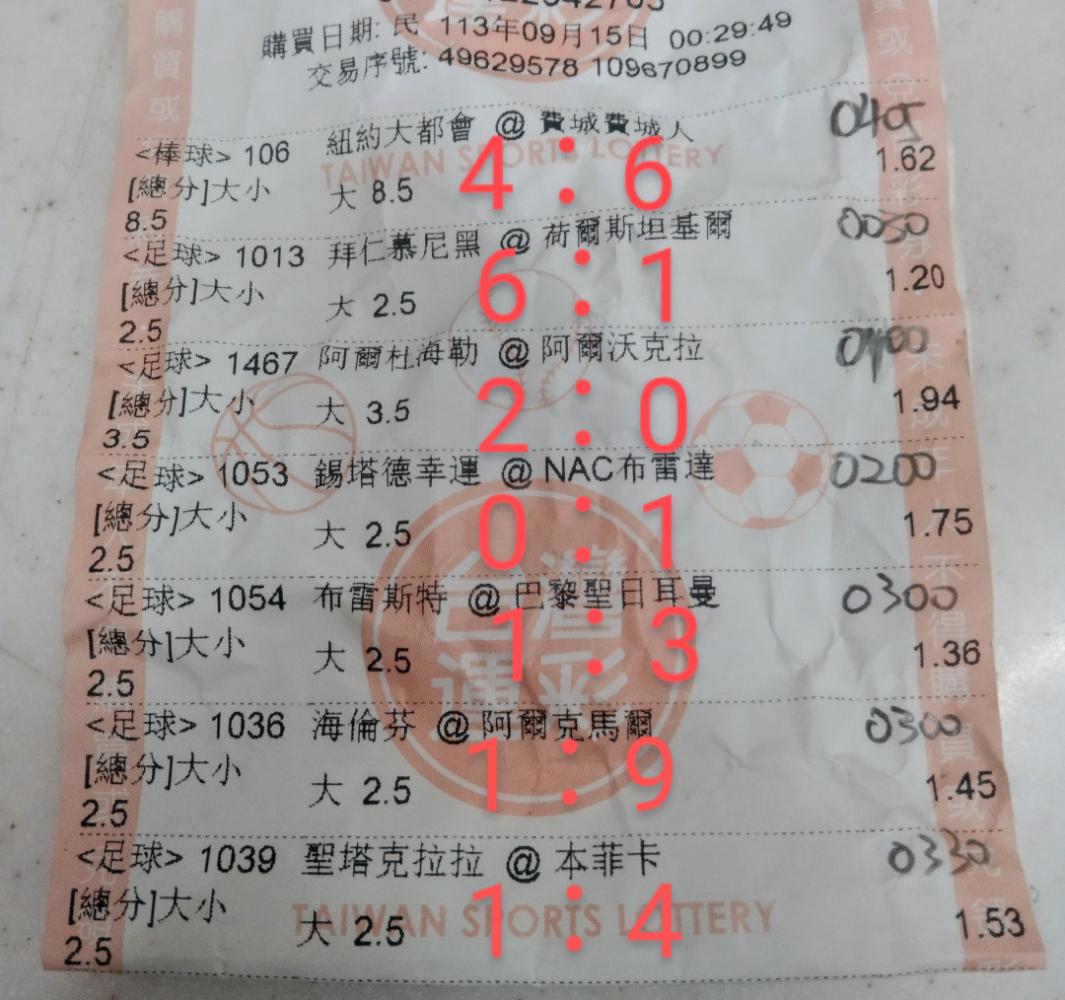 購買日期: 民 113年09月15日 00:29:49
交易序號: 49629578 109670899
<棒球> 106 紐約大都會 @ 費城費城人 0405
TAIWAN SPORTS LOTTERY
[總分]大小 大 8.5 4:6 1.62
8.5
<足球> 1013 拜仁慕尼黑 @ 荷爾斯坦基爾 0030
[總分]大小 大 2.5 6:1 1.20
2.5
<足球> 1467 阿爾杜海勒 @ 阿爾沃克拉 0400
[總分]大小 大 3.5 2:0 1.94
3.5
<足球> 1053 錫塔德幸運 @ NAC布雷達 0200
[總分]大小 大 2.5 0:1 1.75
2.5
<足球> 1054 布雷斯特 @ 巴黎聖日耳曼 0300
台灣運彩
[總分]大小 大 2.5 1:3 1.36
2.5
<足球> 1036 海倫芬 @ 阿爾克馬爾 0300
[總分]大小 大 2.5 1:9 1.45
2.5
<足球> 1039 聖塔克拉拉 @ 本菲卡 0330
[總分]大小 大 2.5 1:4 1.53
TAIWAN SPORTS LOTTERY
2.5